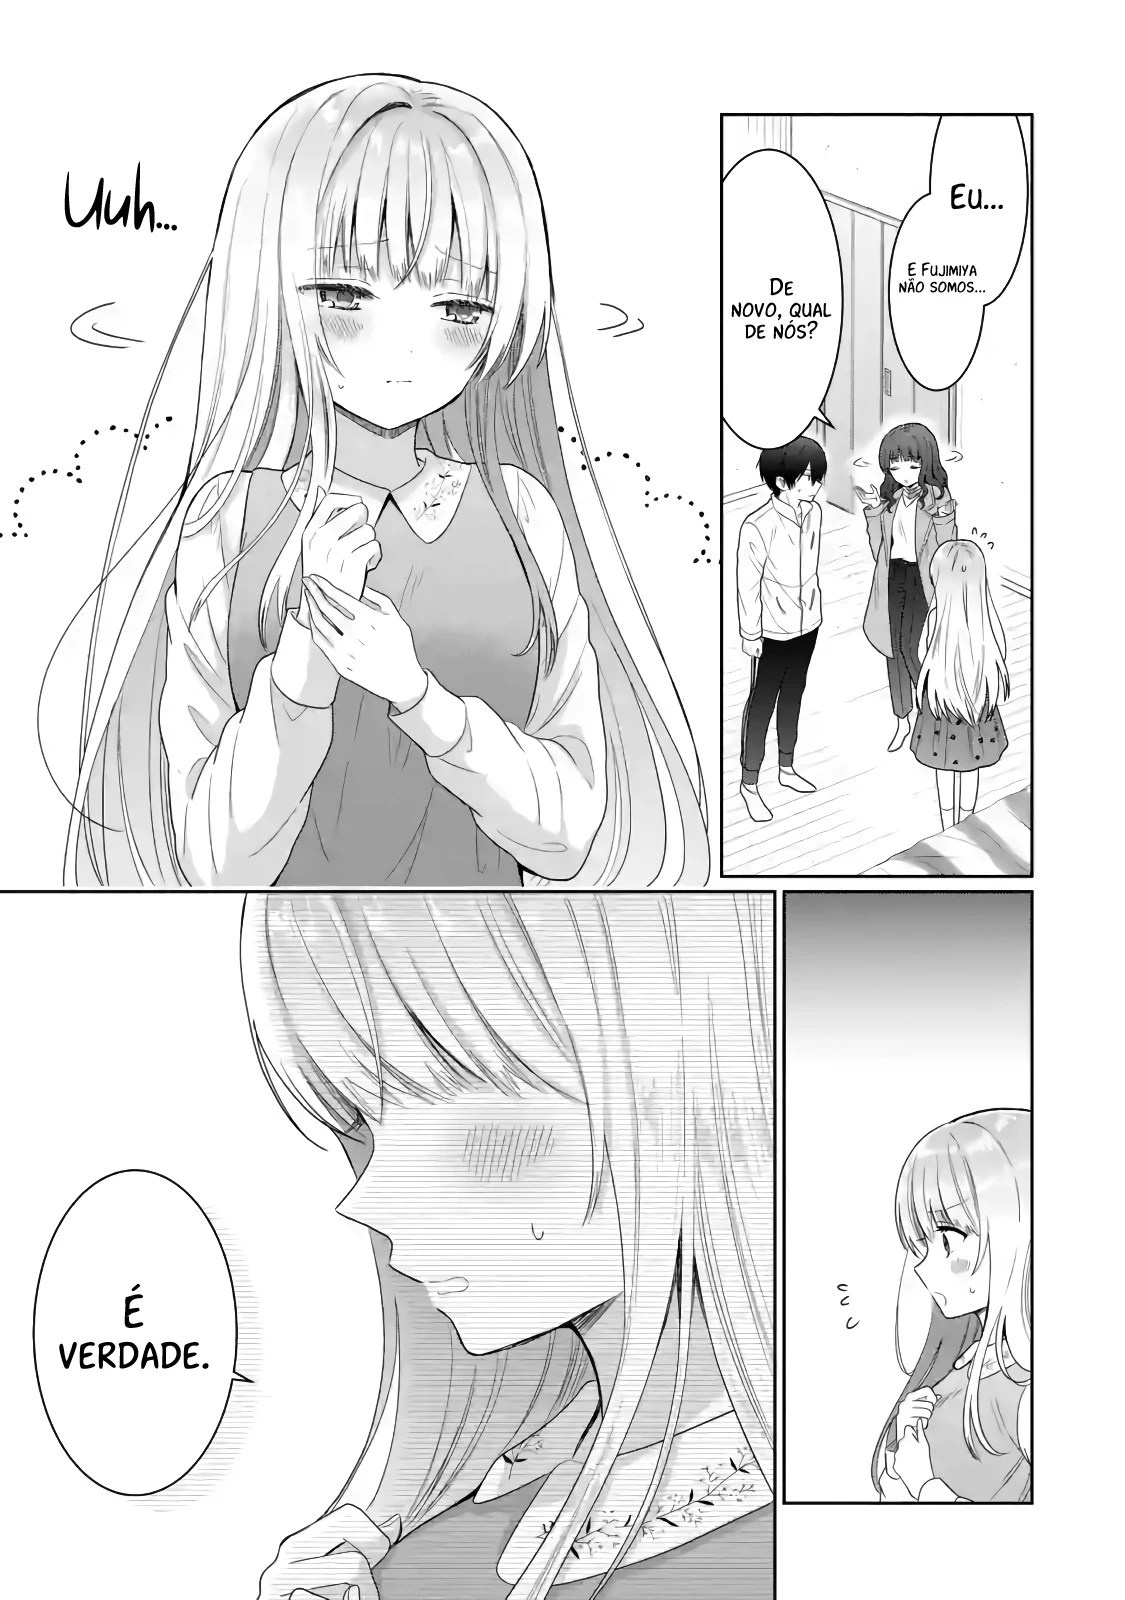 Eu...
E Fujimiya
não somos...
De
novo, qual
de nós?
Uuh...
É
verdade.